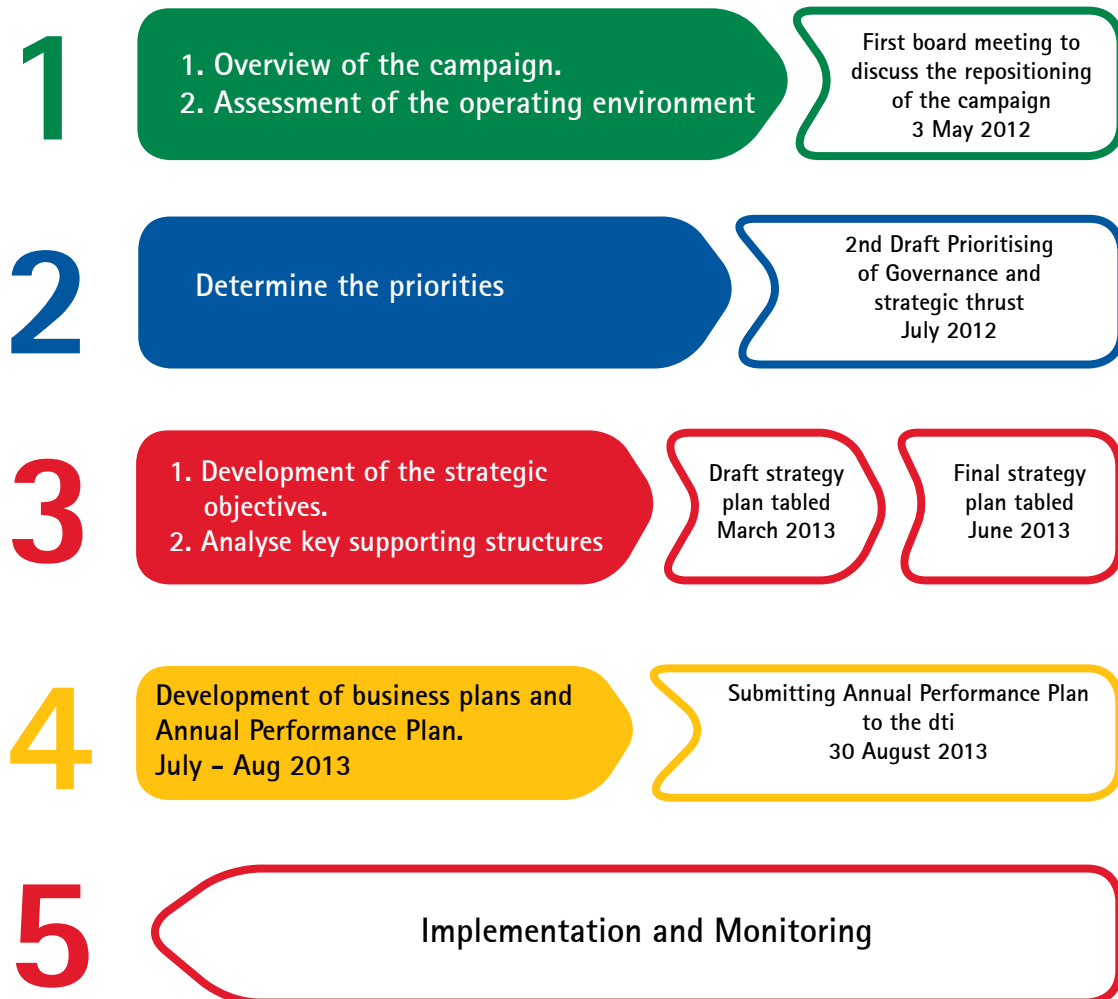 1
1. Overview of the campaign.
2. Assessment of the operating environment
First board meeting to
discuss the repositioning
of the campaign
3 May 2012
2
Determine the priorities
2nd Draft Prioritising
of Governance and
strategic thrust
July 2012
3
1. Development of the strategic
objectives.
2. Analyse key supporting structures
Draft strategy
plan tabled
March 2013
Final strategy
plan tabled
June 2013
4
Development of business plans and
Annual Performance Plan.
July - Aug 2013
Submitting Annual Performance Plan
to the dti
30 August 2013
5
Implementation and Monitoring